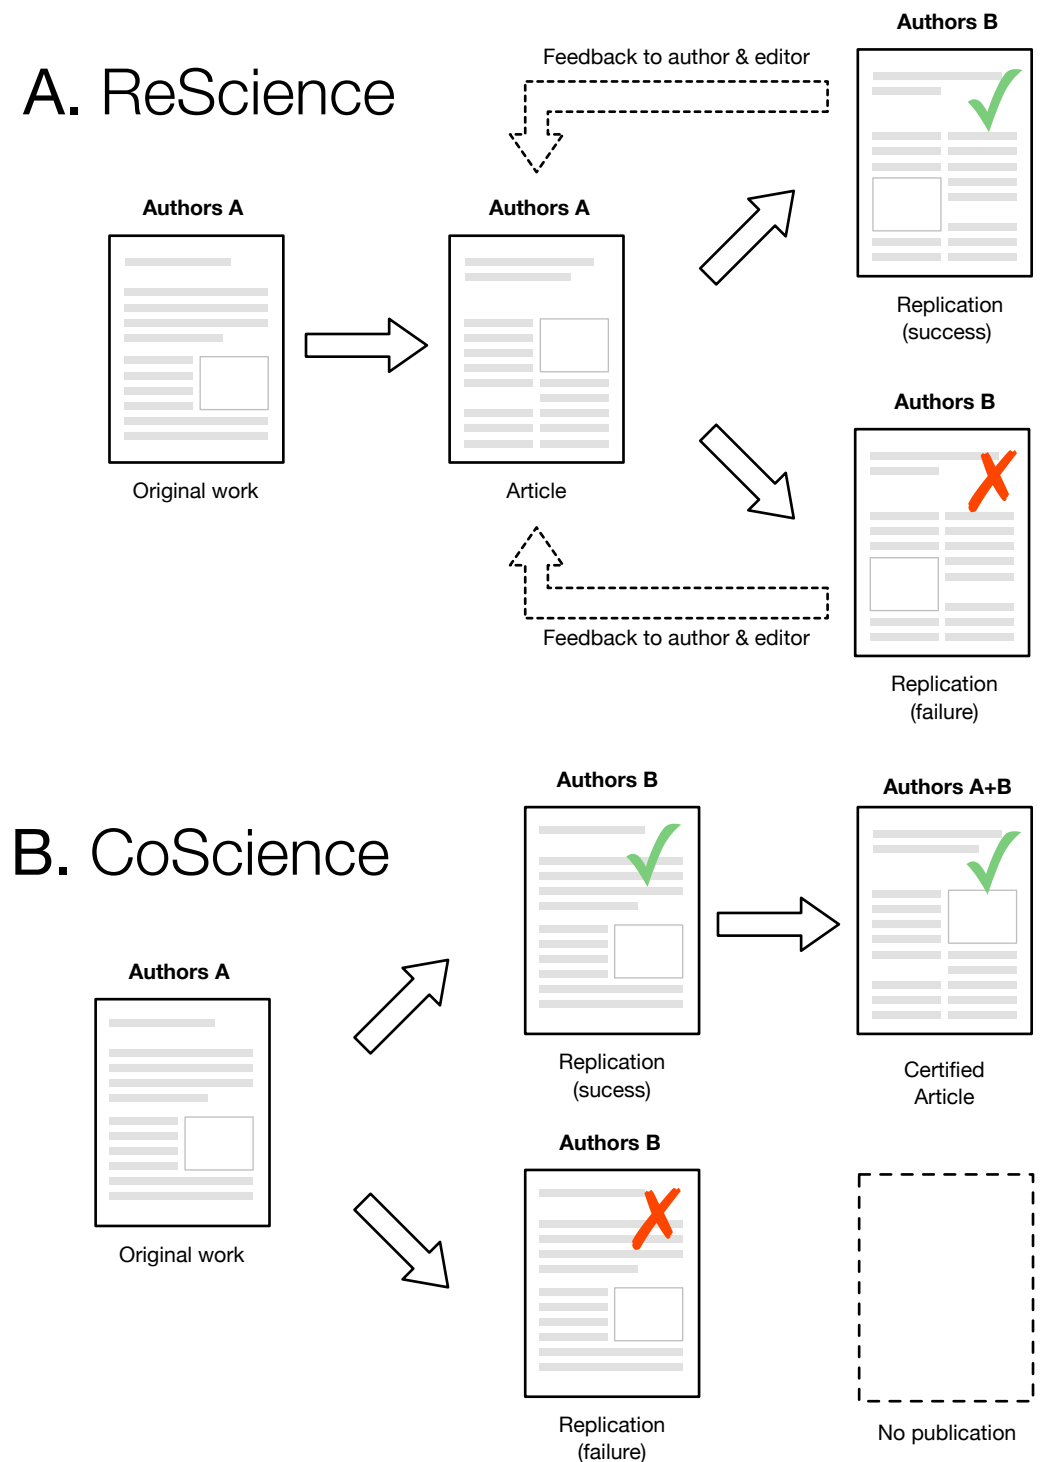 A. ReScience
Feedback to author & editor
Authors B
Authors A
Authors A
Original work
Article
Replication
(success)
Authors B
Feedback to author & editor
Replication
(failure)
B. CoScience
Authors B
Authors A+B
Authors A
Original work
Replication
(sucess)
Certified
Article
Authors B
Replication
(failure)
No publication